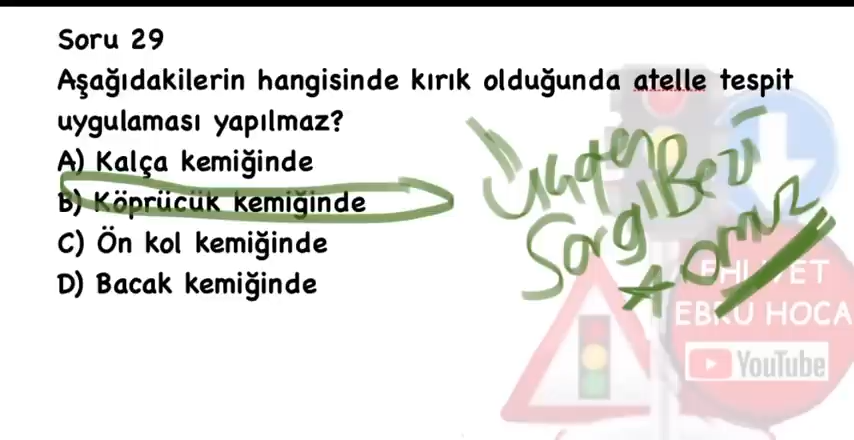 Soru 29
Aşağıdakilerin hangisinde kırık olduğunda atelle tespit
uygulaması yapılmaz?
A) Kalça kemiğinde
B) Köprücük kemiğinde
C) Ön kol kemiğinde
D) Bacak kemiğinde
Üçgen
Sargı Bezi
omuz
EHLİYET
EBRU HOCA
YouTube